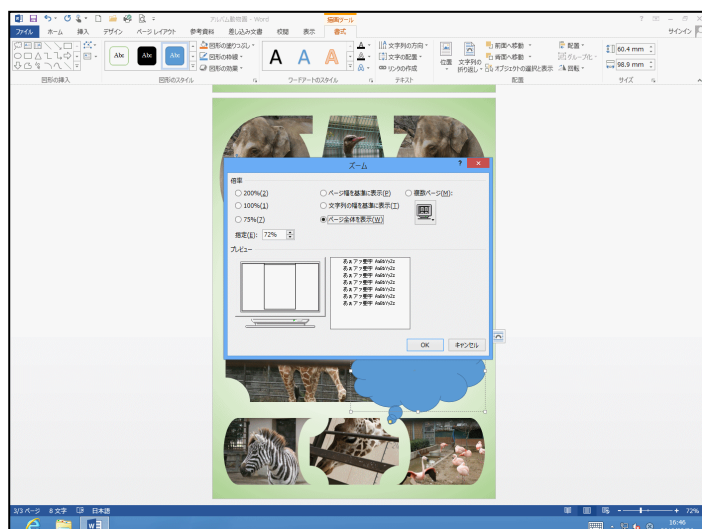 アルバム動物園 - Word
描画ツール
ファイル ホーム 挿入 デザイン ページ レイアウト 参考資料 差し込み文書 校閲 表示 書式 サインイン
図形の塗りつぶし
図形の枠線
図形の効果
Abc Abc Abc
A A A
文字列の方向
文字の配置
リンクの作成
位置 文字列の折り返し
前面へ移動
背面へ移動
オブジェクトの選択と表示
配置
グループ化
回転
60.4 mm
98.9 mm
図形の挿入 図形のスタイル ワードアートのスタイル テキスト 配置 サイズ
ズーム
倍率
200%(2) ページ幅を基準に表示(P) 複数ページ(M):
100%(1) 文字列の幅を基準に表示(T)
75%(7) ページ全体を表示(W)
指定(E): 72%
プレビュー
あぁアァ亜宇 AaBbYyZz
あぁアァ亜宇 AaBbYyZz
あぁアァ亜宇 AaBbYyZz
あぁアァ亜宇 AaBbYyZz
あぁアァ亜宇 AaBbYyZz
あぁアァ亜宇 AaBbYyZz
あぁアァ亜宇 AaBbYyZz
OK キャンセル
3/3 ページ 8 文字 日本語 72%
16:46